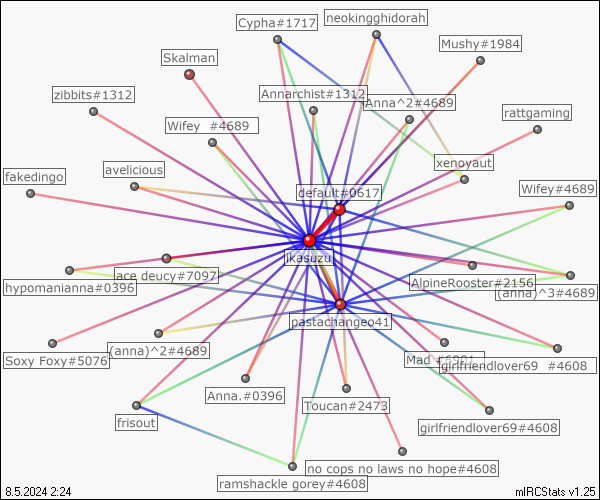 neokingghidorah
Cypha#1717
Mushy#1984
Skalman
zibbits#1312
Annarchist#1312
Anna^2#4689
rattgaming
Wifey #4689
xenoyaut
avelicious
fakedingo
default#0617
Wifey#4689
jkasuzu
ace deucy#7097
AlpineRooster#2156
hypomanianna#0396
(anna)^3#4689
pastachangeo41
(anna)^2#4689
Soxy Foxy#5076
Mad
girlfriendlover69 #4608
Anna.#0396
Toucan#2473
frisout
girlfriendlover69#4608
no cops no laws no hope#4608
ramshackle gorey#4608
8.5.2024 2:24
mIRCStats v1.25